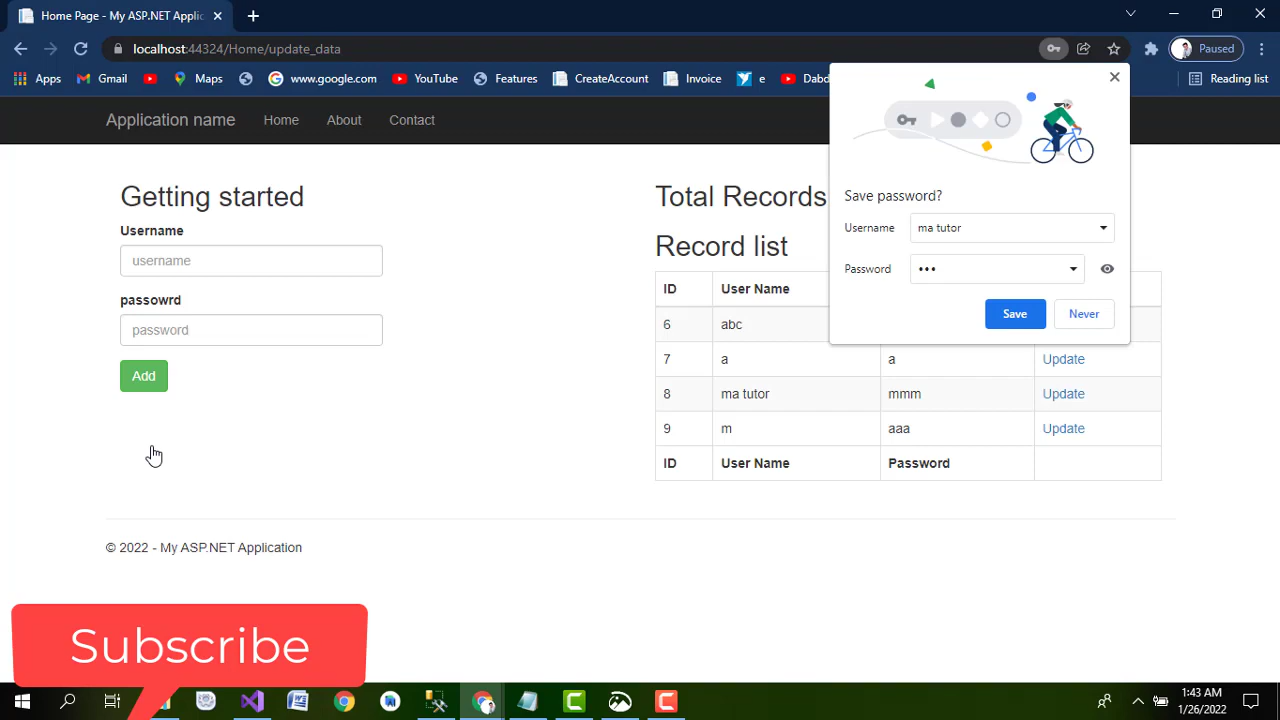 Home Page - My ASP.NET Applic
localhost:44324/Home/update_data
Paused
Apps
Gmail
Maps
www.google.com
YouTube
Features
CreateAccount
Invoice
e
Dabd
Reading list
Application name
Home
About
Contact
Save password?
Username
ma tutor
Password
•••
Save
Never
Getting started
Username
username
passowrd
password
Add
Total Records
Record list
ID User Name
6 abc
7 a a Update
8 ma tutor mmm Update
9 m aaa Update
ID User Name Password
© 2022 - My ASP.NET Application
Subscribe
1:43 AM
1/26/2022